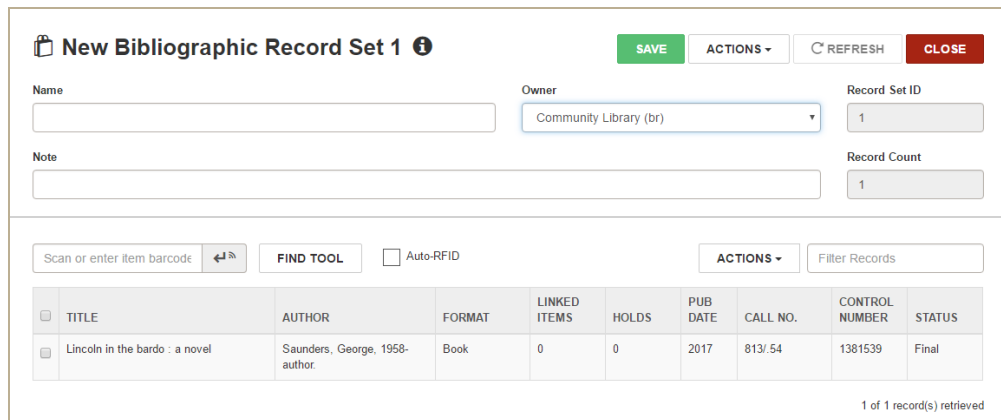 New Bibliographic Record Set 1
SAVE ACTIONS REFRESH CLOSE
Name Owner Record Set ID
Community Library (br) 1
Note Record Count
1
Scan or enter item barcode FIND TOOL Auto-RFID ACTIONS Filter Records
TITLE AUTHOR FORMAT LINKED ITEMS HOLDS PUB DATE CALL NO. CONTROL NUMBER STATUS
Lincoln in the bardo : a novel Saunders, George, 1958- Book 0 0 2017 813/.54 1381539 Final
author.
1 of 1 record(s) retrieved